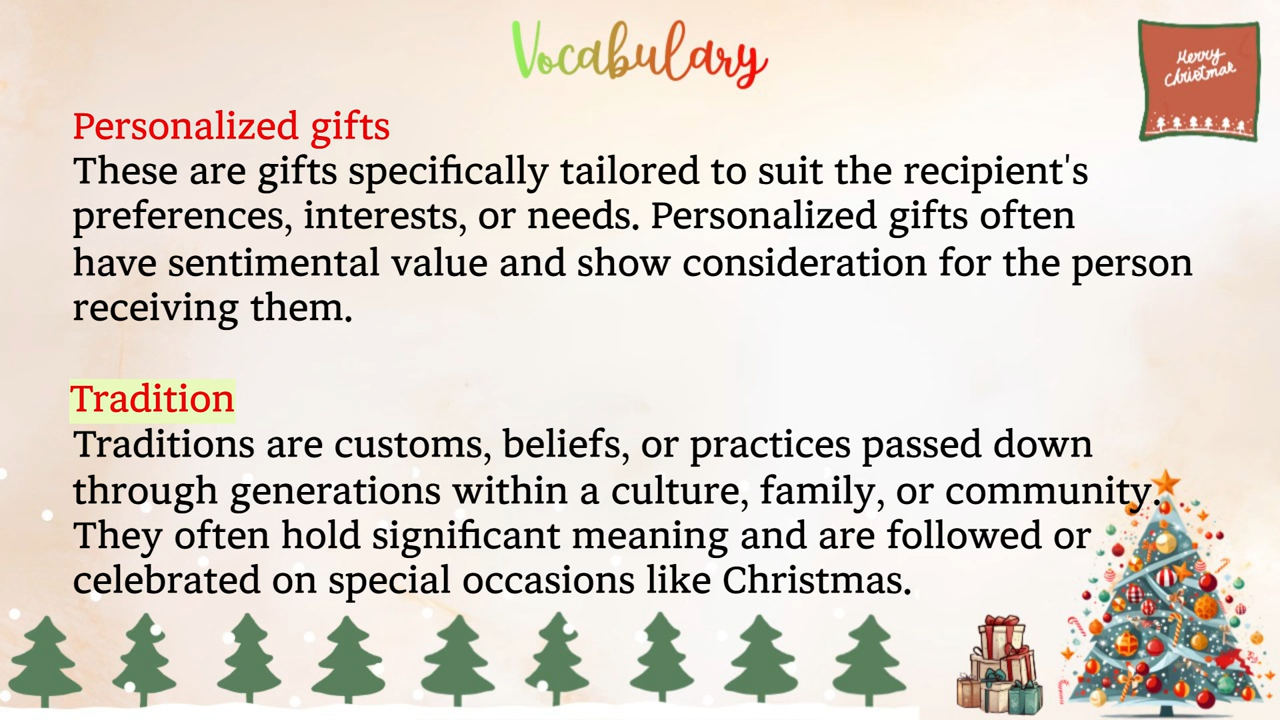 Vocabulary
Merry
Christmas
Personalized gifts
These are gifts specifically tailored to suit the recipient's
preferences, interests, or needs. Personalized gifts often
have sentimental value and show consideration for the person
receiving them.
Tradition
Traditions are customs, beliefs, or practices passed down
through generations within a culture, family, or community.
They often hold significant meaning and are followed or
celebrated on special occasions like Christmas.